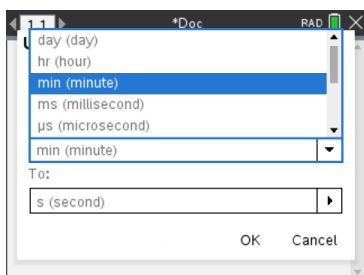 1.1 *Doc RAD
day (day)
hr (hour)
min (minute)
ms (millisecond)
µs (microsecond)
min (minute)
To:
s (second)
OK Cancel